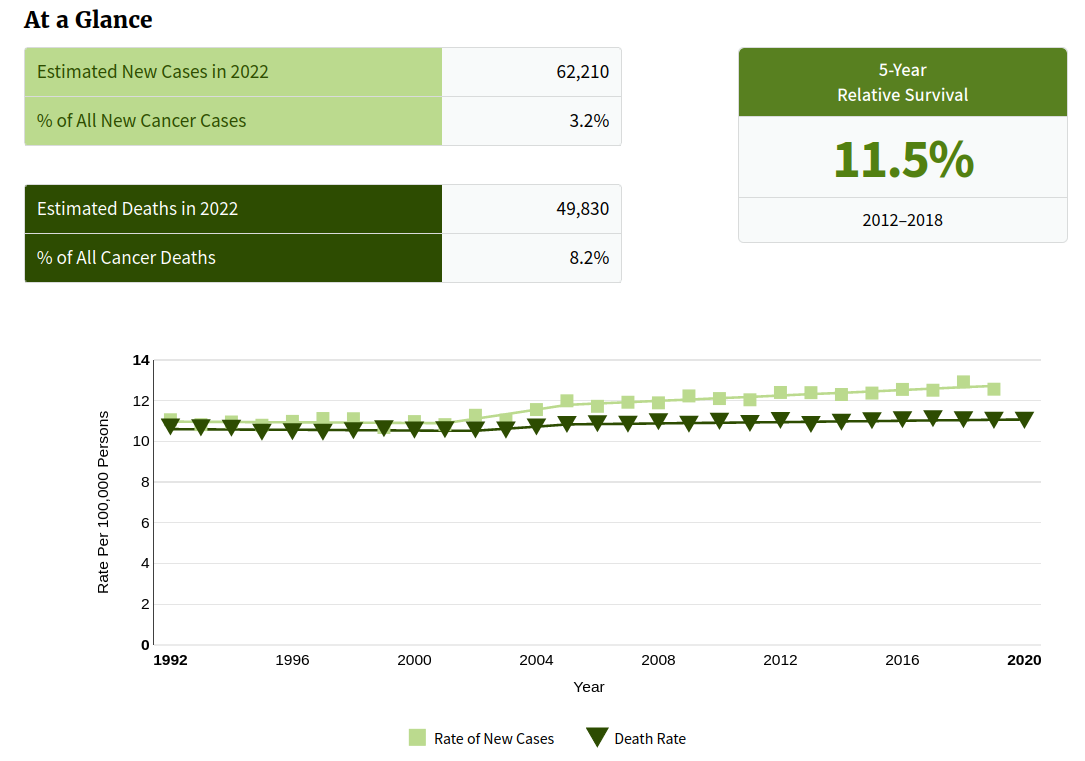 At a Glance
Estimated New Cases in 2022 62,210
% of All New Cancer Cases 3.2%
Estimated Deaths in 2022 49,830
% of All Cancer Deaths 8.2%
5-Year
Relative Survival
11.5%
2012–2018
Rate Per 100,000 Persons
14
12
10
8
6
4
2
0
1992 1996 2000 2004 2008 2012 2016 2020
Year
Rate of New Cases Death Rate